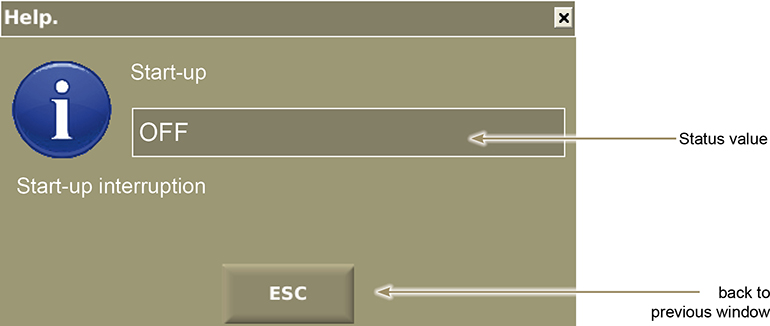 Help.
Start-up
OFF
Status value
Start-up interruption
ESC
back to
previous window